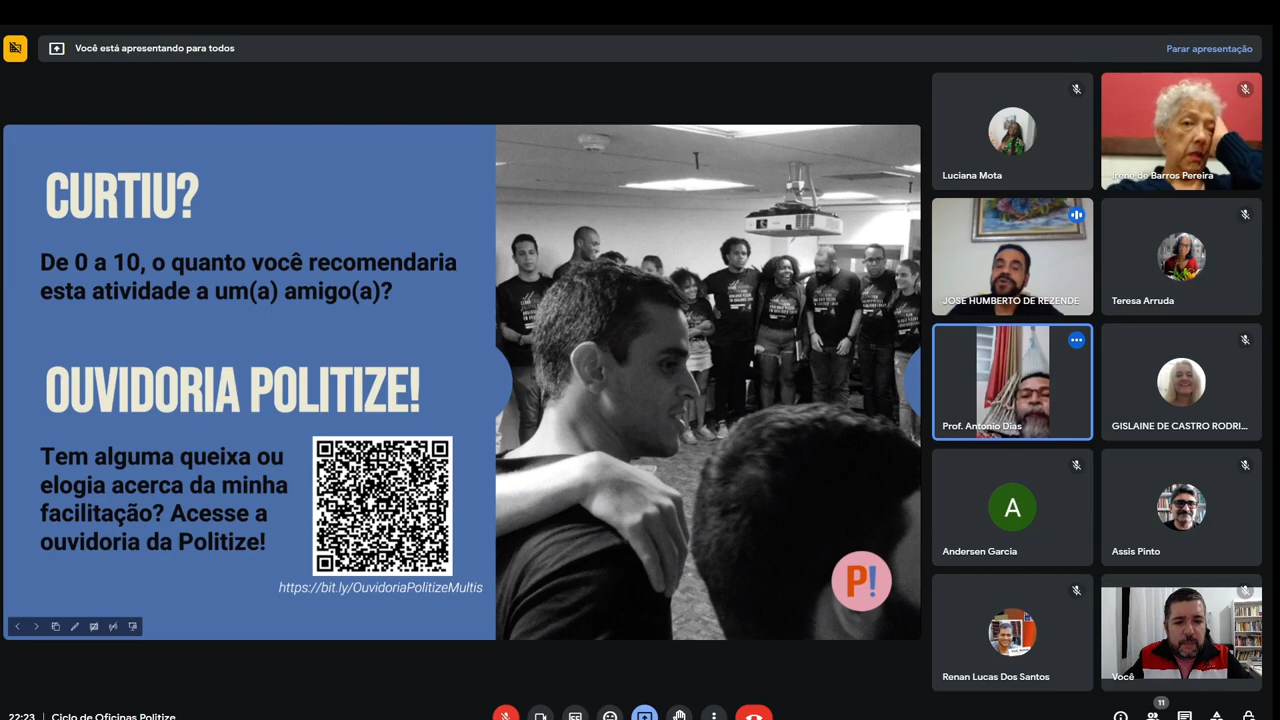 Você está apresentando para todos
Parar apresentação
CURTIU?
De 0 a 10, o quanto você recomendaria
esta atividade a um(a) amigo(a)?
OUVIDORIA POLITIZE!
Tem alguma queixa ou
elogia acerca da minha
facilitação? Acesse a
ouvidoria da Politize!
https://bit.ly/OuvidoriaPolitizeMultis
P!
Luciana Mota
Irene de Barros Pereira
JOSE HUMBERTO DE REZENDE
Teresa Arruda
Prof. Antonio Dias
GISLAINE DE CASTRO RODRI...
A
Andersen Garcia
Assis Pinto
Renan Lucas Dos Santos
Você
22:23 | Ciclo de Oficinas Politize
11